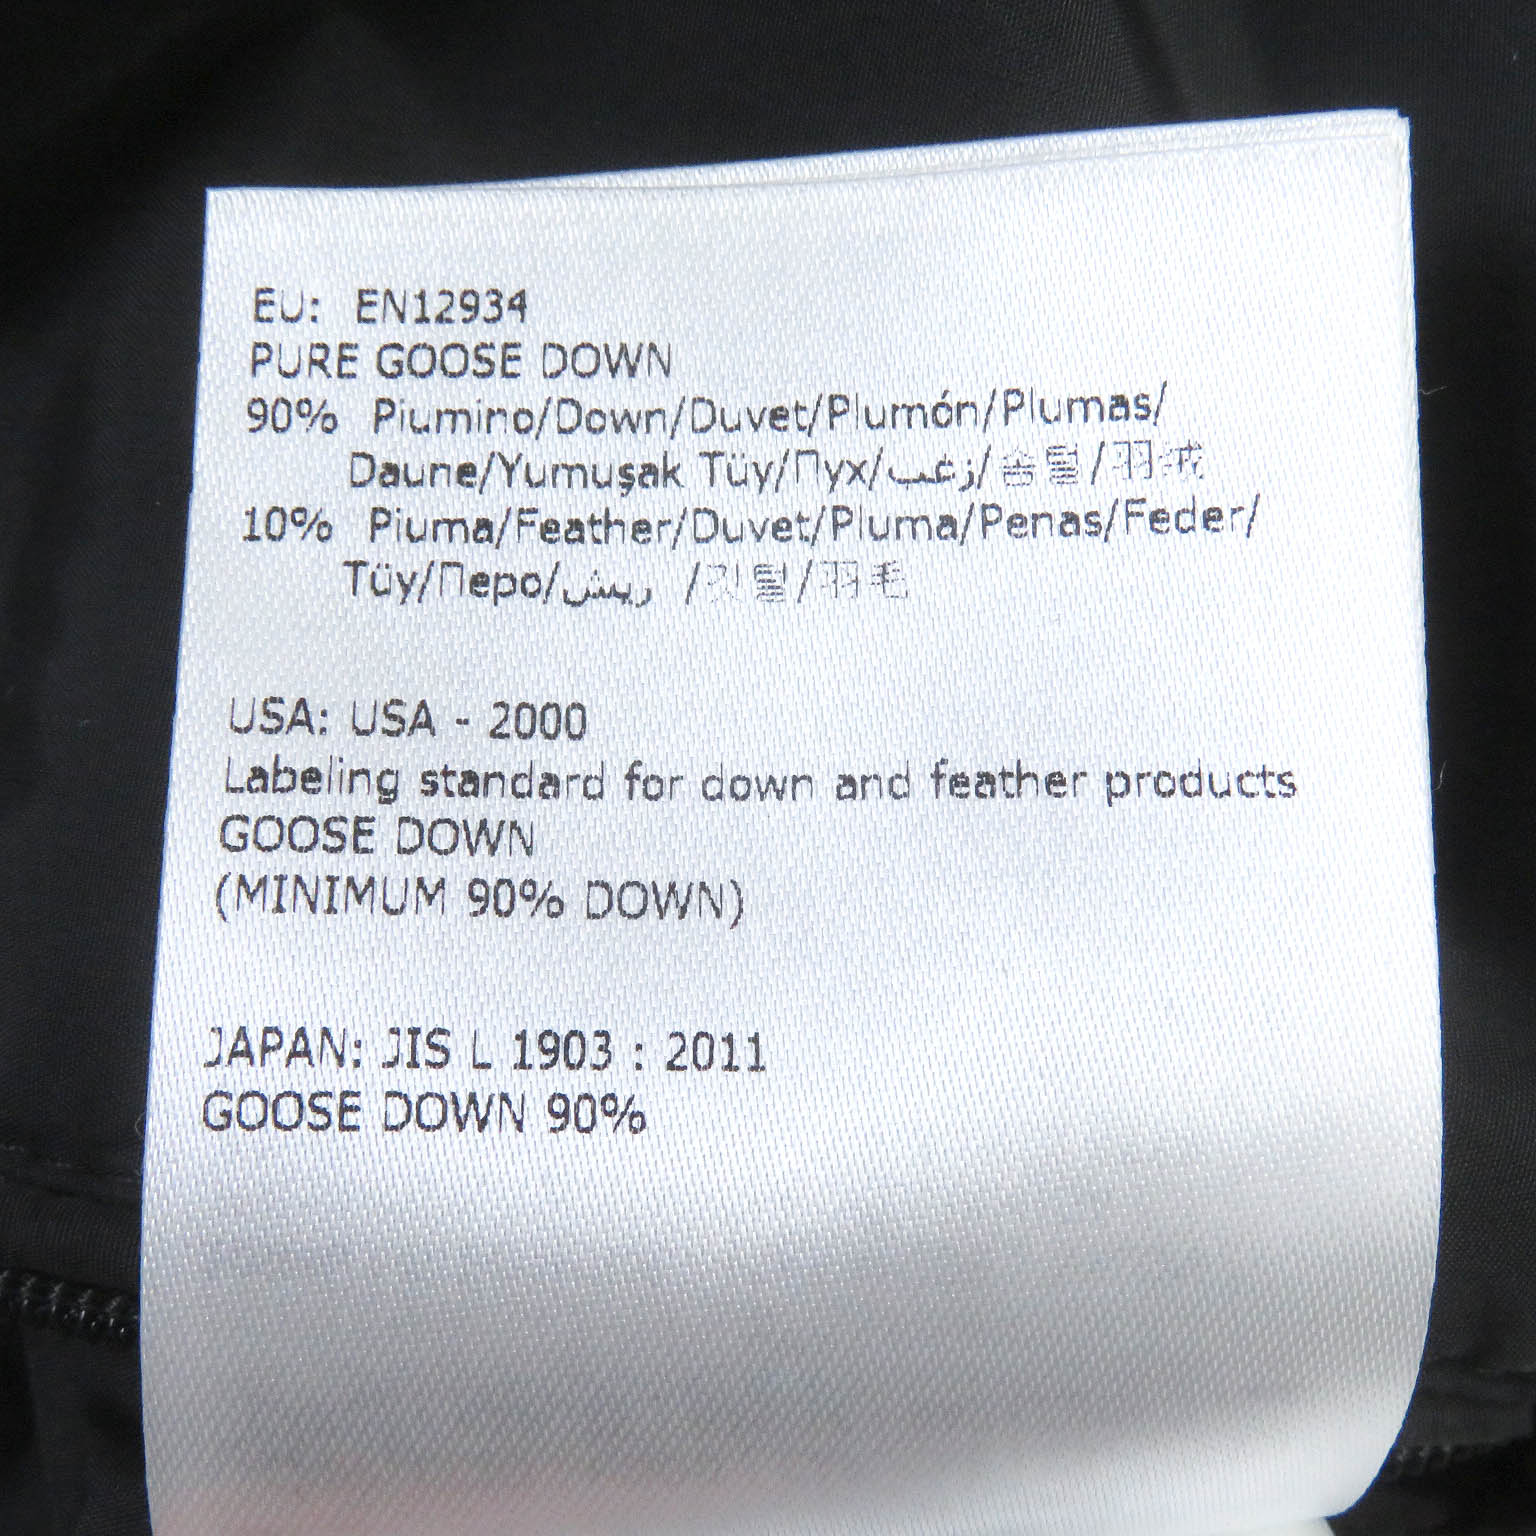 EU: EN12934
PURE GOOSE DOWN
90% Piumino/Down/Duvet/Plumón/Plumas/
Daune/Yumuşak Tüy/Пух/زغب/솜털/羽绒
10% Piuma/Feather/Duvet/Pluma/Penas/Feder/
Tüy/Перо/ريش /깃털/羽毛
USA: USA - 2000
Labeling standard for down and feather products
GOOSE DOWN
(MINIMUM 90% DOWN)
JAPAN: JIS L 1903 : 2011
GOOSE DOWN 90%